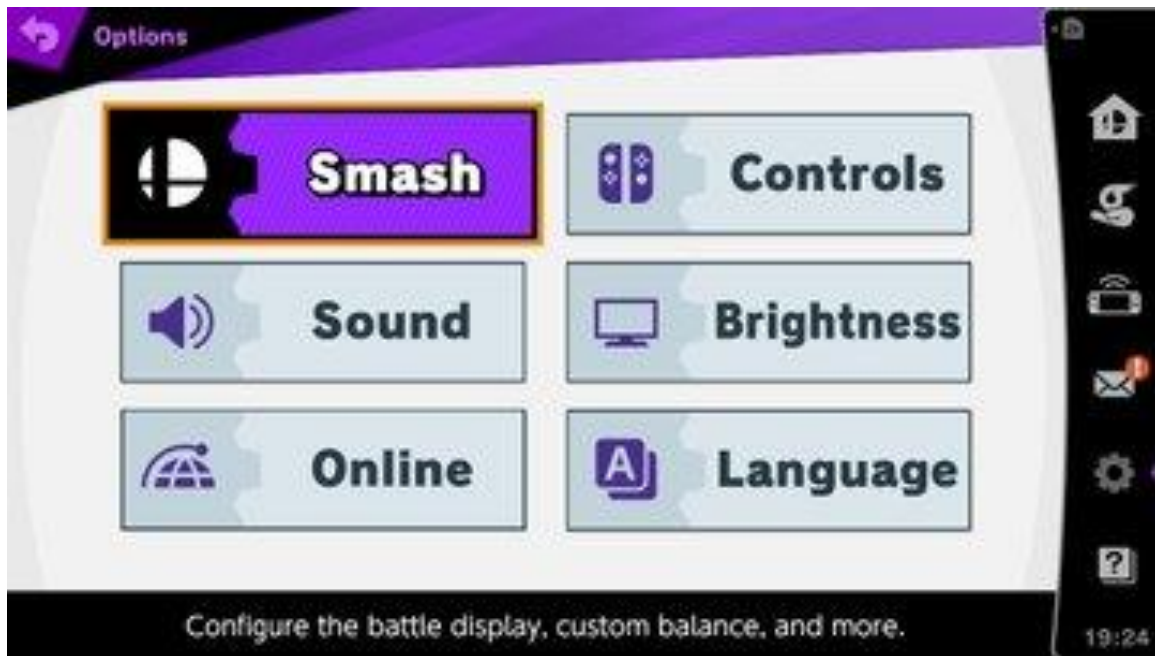 Options
Smash
Controls
Sound
Brightness
Online
A
Language
?
Configure the battle display, custom balance, and more.
19:24